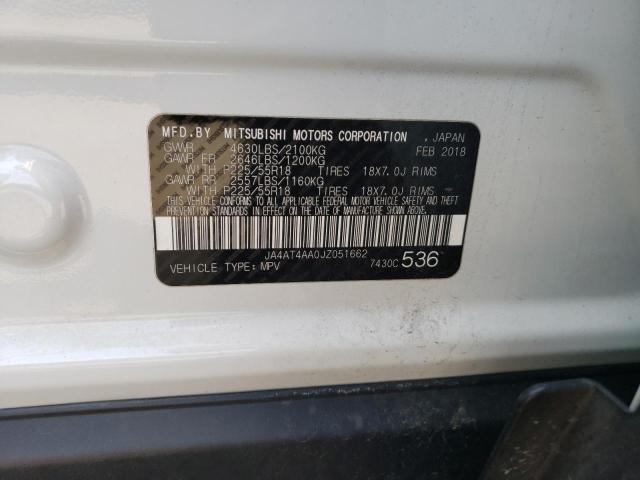 MFD.BY MITSUBISHI MOTORS CORPORATION , JAPAN
GWWR 4630LBS/2100KG FEB 2018
GAWR FR 2646LBS/1200KG
WITH P225/55R18 TIRES 18X7.0J RIMS
GAWR RR 2557LBS/1160KG
WITH P225/55R18 TIRES 18X7.0J RIMS
THIS VEHICLE CONFORMS TO ALL APPLICABLE FEDERAL MOTOR VEHICLE SAFETY AND
THEFT PREVENTION STANDARDS IN EFFECT ON THE DATE OF MANUFACTURE SHOWN ABOVE.
JA4AT4AA0JZ051662
VEHICLE TYPE:MPV 7430C 536